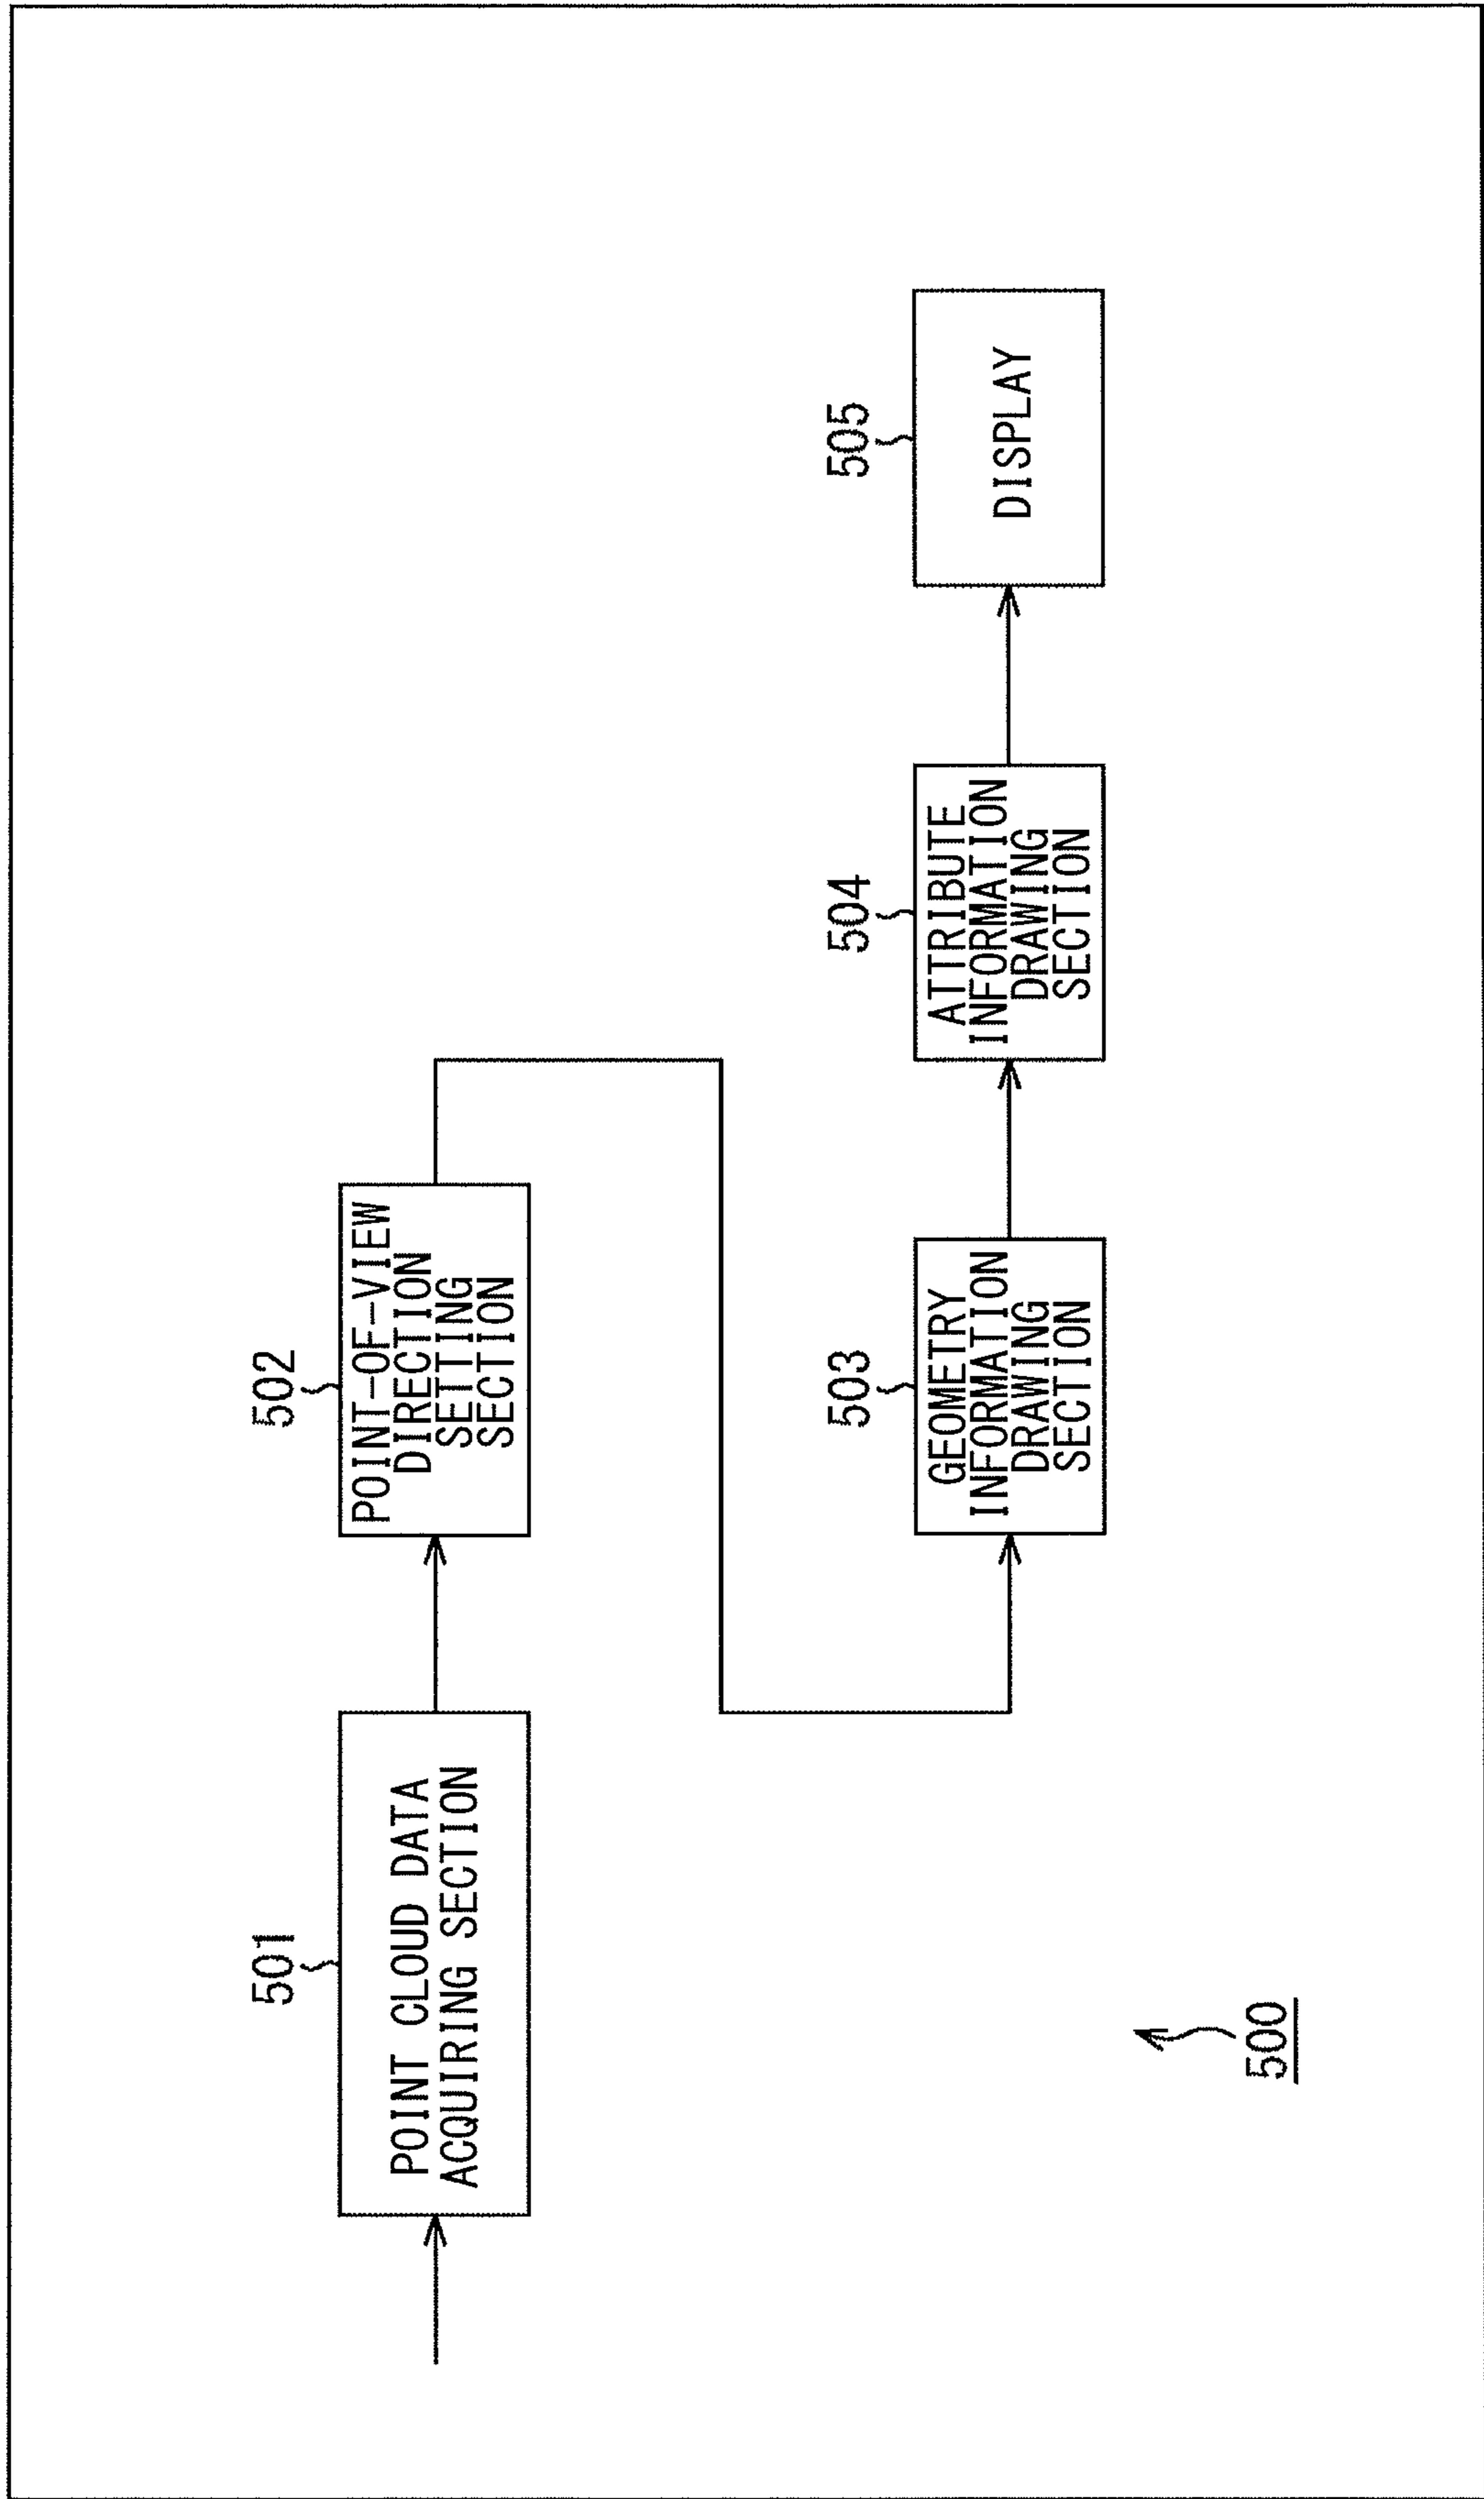 501
POINT CLOUD DATA
ACQUIRING SECTION
502
POINT-OF-VIEW
DIRECTION
SETTING
SECTION
503
GEOMETRY
INFORMATION
DRAWING
SECTION
504
ATTRIBUTE
INFORMATION
DRAWING
SECTION
505
DISPLAY
500